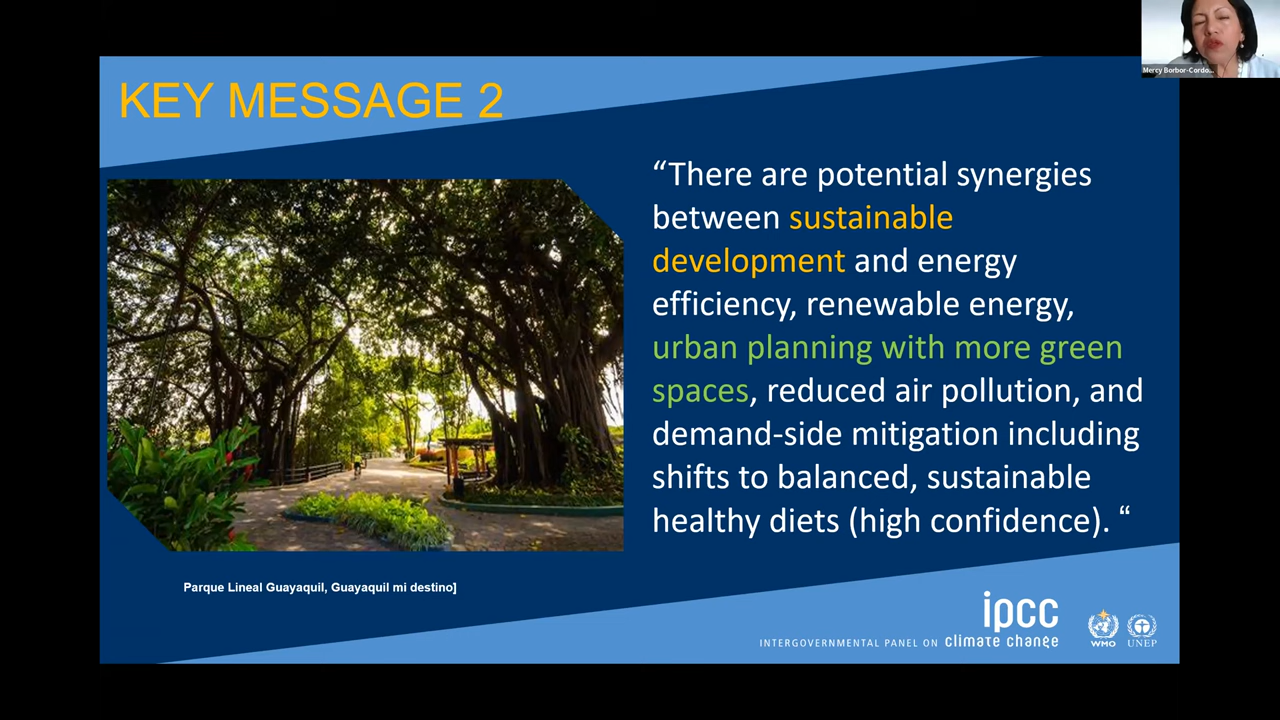 Mercy Borbor-Cordo...
KEY MESSAGE 2
“There are potential synergies
between sustainable
development and energy
efficiency, renewable energy,
urban planning with more green
spaces, reduced air pollution, and
demand-side mitigation including
shifts to balanced, sustainable
healthy diets (high confidence). “
Parque Lineal Guayaquil, Guayaquil mi destino]
ipcc
INTERGOVERNMENTAL PANEL ON climate change
WMO
UNEP